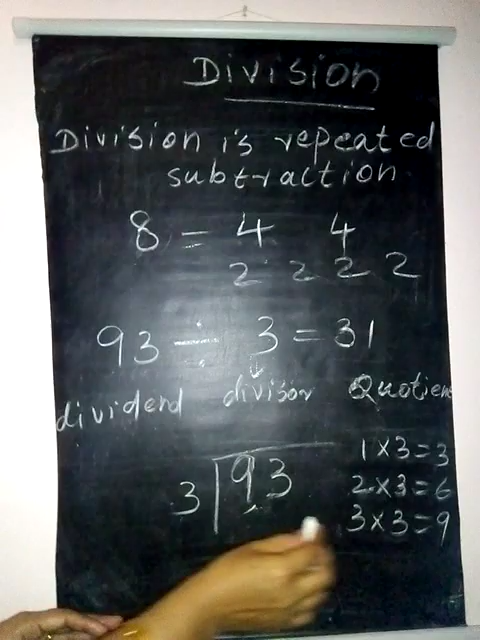 Division
Division is repeated
subtraction
8 = 4 4
2 2 2 2
93 ÷ 3 = 31
dividend divisor Quotien
1×3=3
2×3=6
3×3=9
3 93